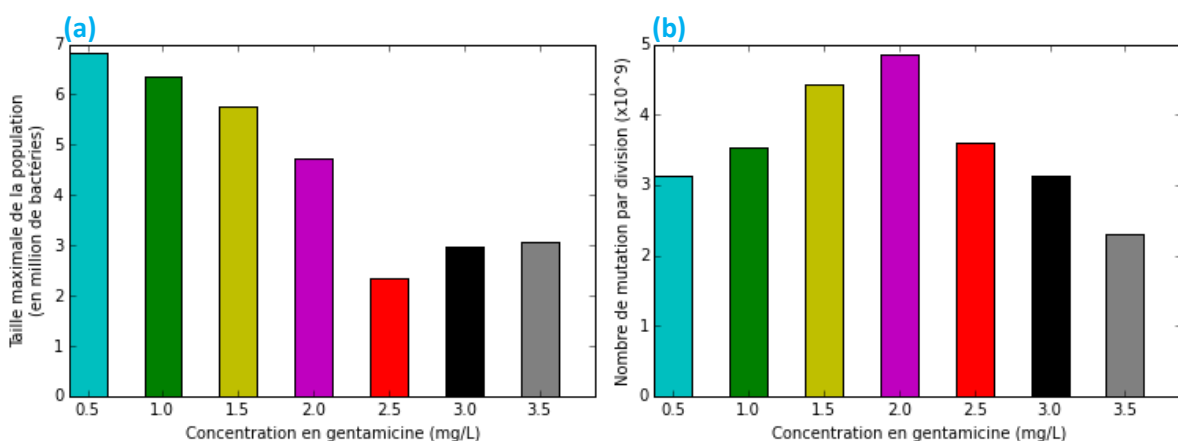 (a)
Taille maximale de la population
(en million de bactéries)
7
6
5
4
3
2
1
0
0.5 1.0 1.5 2.0 2.5 3.0 3.5
Concentration en gentamicine (mg/L)
(b)
Nombre de mutation par division (x10^9)
5
4
3
2
1
0
0.5 1.0 1.5 2.0 2.5 3.0 3.5
Concentration en gentamicine (mg/L)